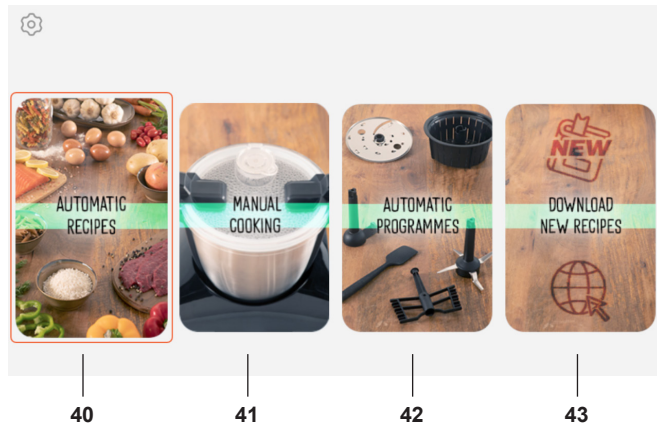 AUTOMATIC
RECIPES
MANUAL
COOKING
AUTOMATIC
PROGRAMMES
NEW
DOWNLOAD
NEW RECIPES
40
41
42
43